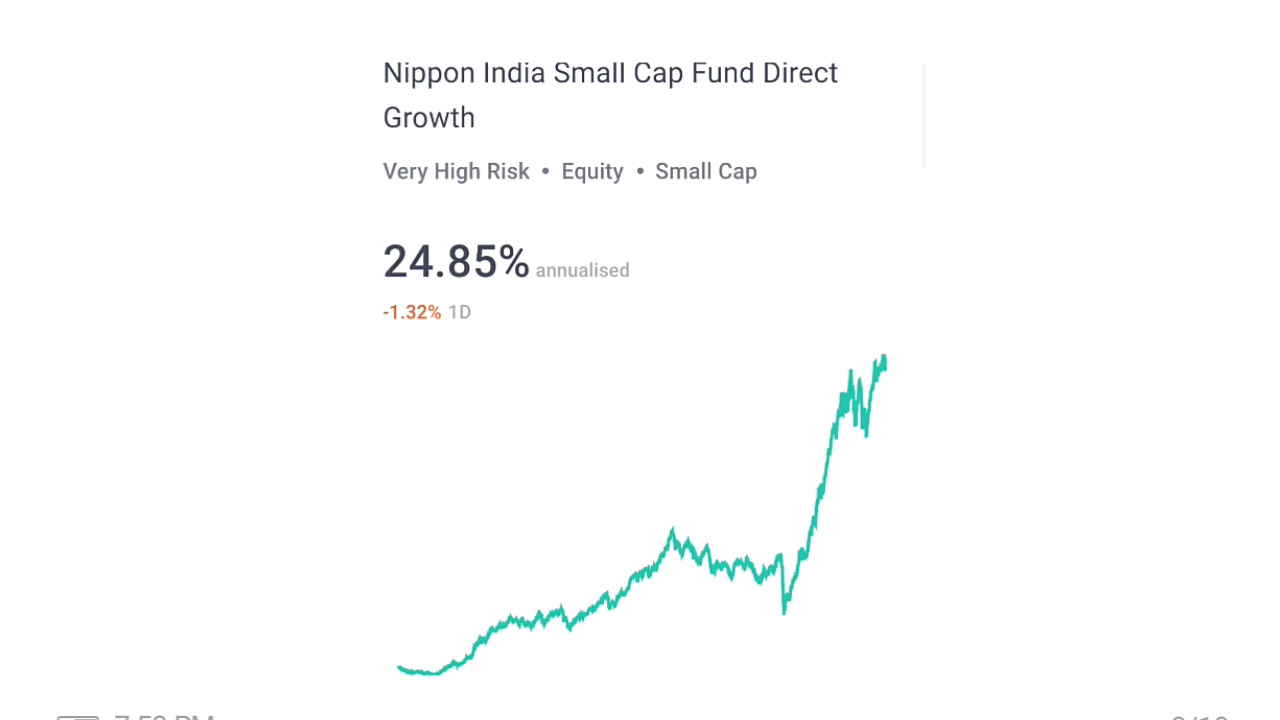 Nippon India Small Cap Fund Direct
Growth
Very High Risk • Equity • Small Cap
24.85% annualised
-1.32% 1D